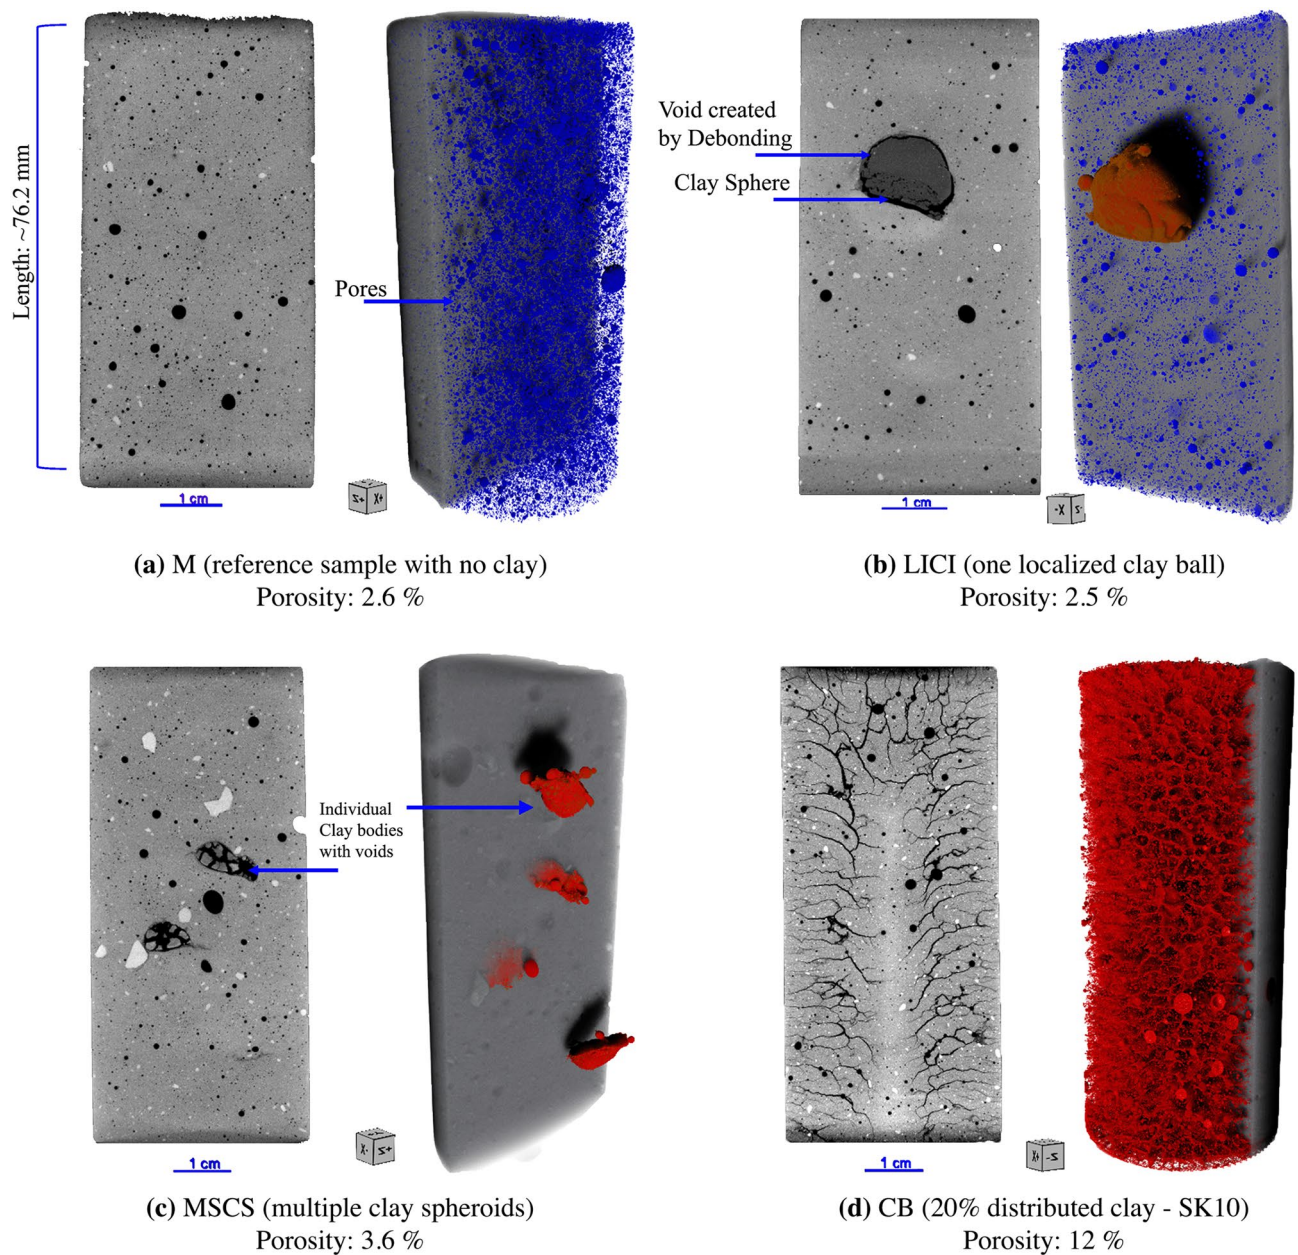 Length: ~76.2 mm
Pores
1 cm
Z+ X+
Void created
by Debonding
Clay Sphere
1 cm
X- Z-
(a) M (reference sample with no clay)
Porosity: 2.6 %
(b) LICI (one localized clay ball)
Porosity: 2.5 %
Individual
Clay bodies
with voids
1 cm
X- Z+
1 cm
X+ Z-
(c) MSCS (multiple clay spheroids)
Porosity: 3.6 %
(d) CB (20% distributed clay - SK10)
Porosity: 12 %